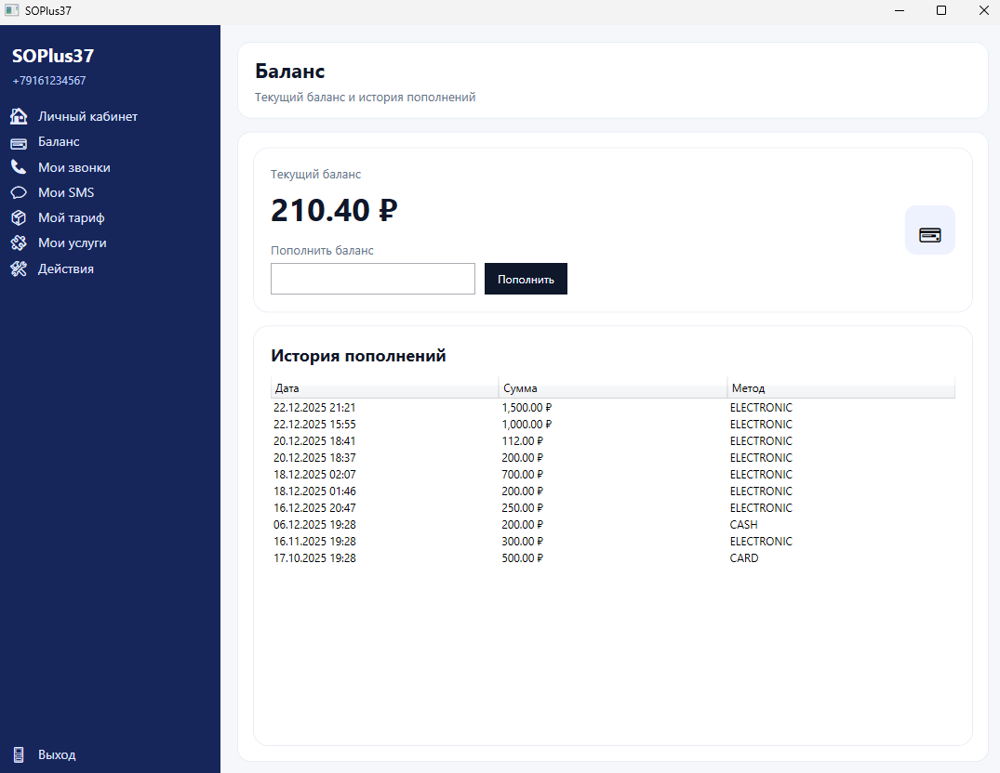 SOPlus37
SOPlus37
+79161234567
Личный кабинет
Баланс
Мои звонки
Мои SMS
Мой тариф
Мои услуги
Действия
Выход
Баланс
Текущий баланс и история пополнений
Текущий баланс
210.40 ₽
Пополнить баланс
Пополнить
История пополнений
Дата Сумма Метод
22.12.2025 21:21 1,500.00 ₽ ELECTRONIC
22.12.2025 15:55 1,000.00 ₽ ELECTRONIC
20.12.2025 18:41 112.00 ₽ ELECTRONIC
20.12.2025 18:37 200.00 ₽ ELECTRONIC
18.12.2025 02:07 700.00 ₽ ELECTRONIC
18.12.2025 01:46 200.00 ₽ ELECTRONIC
16.12.2025 20:47 250.00 ₽ ELECTRONIC
06.12.2025 19:28 200.00 ₽ CASH
16.11.2025 19:28 300.00 ₽ ELECTRONIC
17.10.2025 19:28 500.00 ₽ CARD